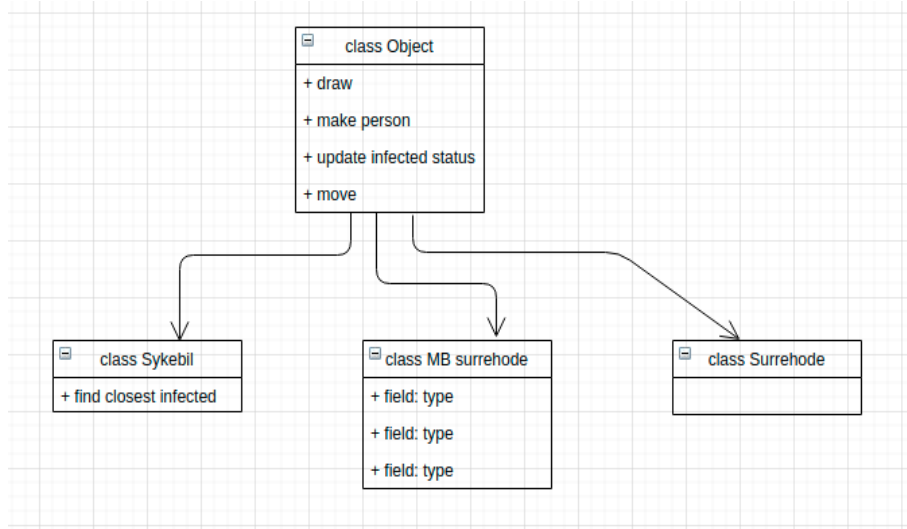 class Object
+ draw
+ make person
+ update infected status
+ move
class Sykebil
+ find closest infected
class MB surrehode
+ field: type
+ field: type
+ field: type
class Surrehode